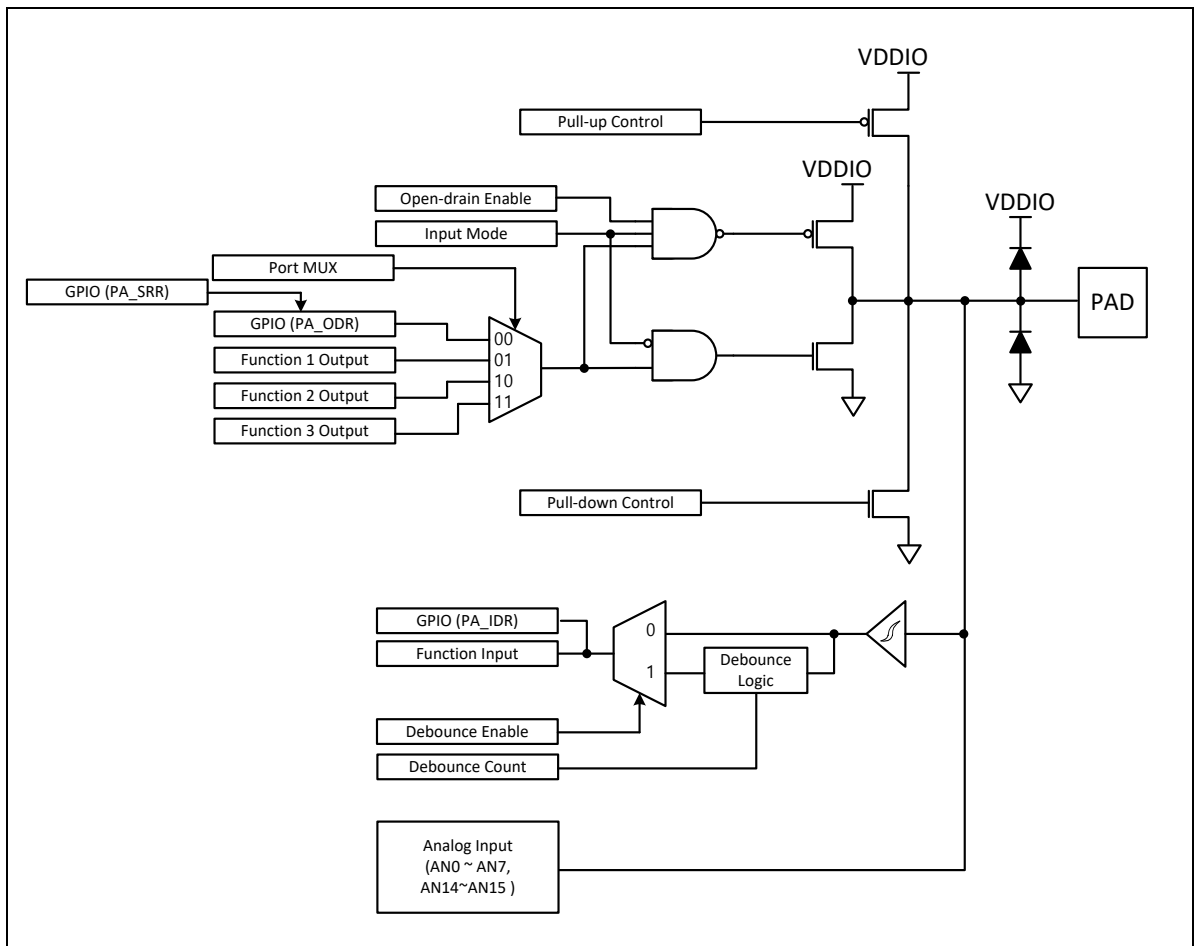 VDDIO
Pull-up Control
VDDIO
Open-drain Enable
VDDIO
Input Mode
Port MUX
GPIO (PA_SRR)
PAD
GPIO (PA_ODR)
00
Function 1 Output
01
Function 2 Output
10
Function 3 Output
11
Pull-down Control
GPIO (PA_IDR)
0
Function Input
1
Debounce
Logic
Debounce Enable
Debounce Count
Analog Input
(AN0 ~ AN7,
AN14~AN15 )